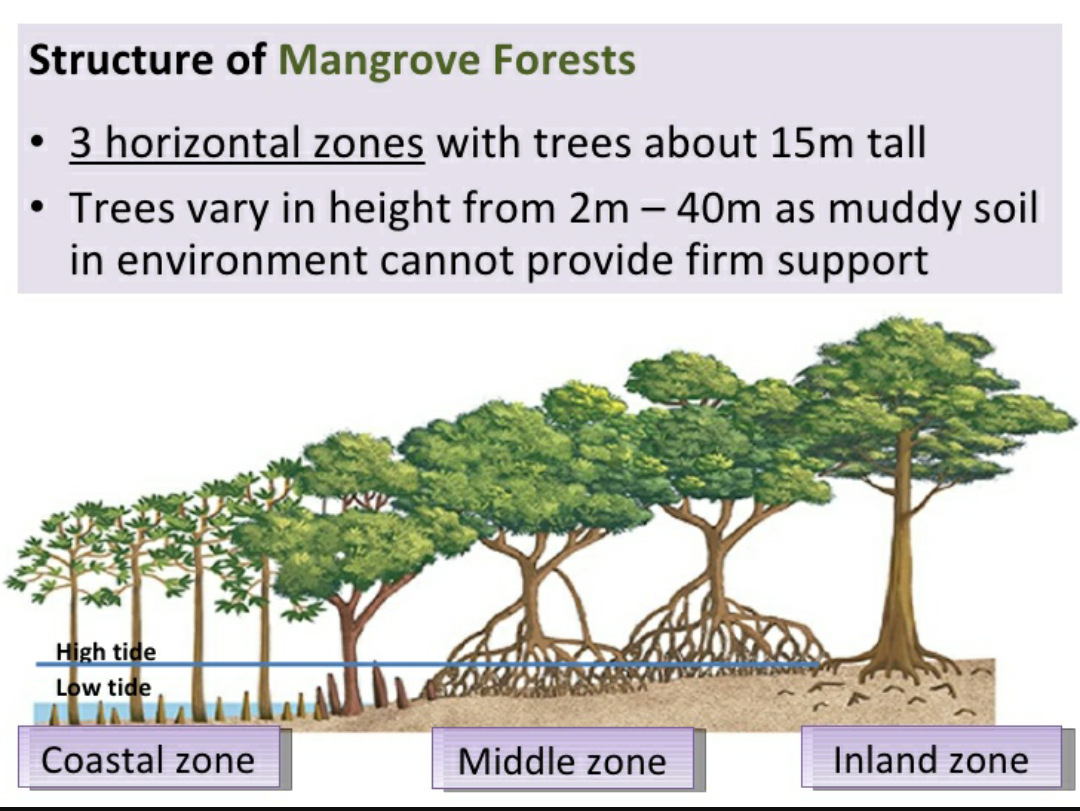 Structure of Mangrove Forests
• 3 horizontal zones with trees about 15m tall
• Trees vary in height from 2m – 40m as muddy soil
in environment cannot provide firm support
High tide
Low tide
Coastal zone
Middle zone
Inland zone